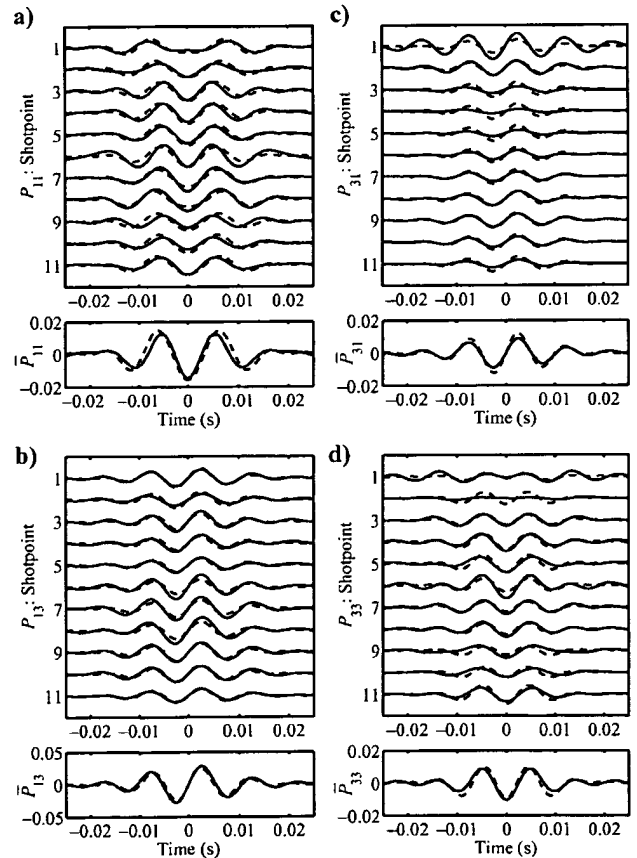 a)
P11: Shotpoint
1
3
5
7
9
11
−0.02 −0.01 0 0.01 0.02
P̅11
0.02
0
−0.02
−0.02 −0.01 0 0.01 0.02
Time (s)
c)
P31: Shotpoint
1
3
5
7
9
11
−0.02 −0.01 0 0.01 0.02
P̅31
0.02
0
−0.02
−0.02 −0.01 0 0.01 0.02
Time (s)
b)
P13: Shotpoint
1
3
5
7
9
11
−0.02 −0.01 0 0.01 0.02
P̅13
0.05
0
−0.05
−0.02 −0.01 0 0.01 0.02
Time (s)
d)
P33: Shotpoint
1
3
5
7
9
11
−0.02 −0.01 0 0.01 0.02
P̅33
0.02
0
−0.02
−0.02 −0.01 0 0.01 0.02
Time (s)